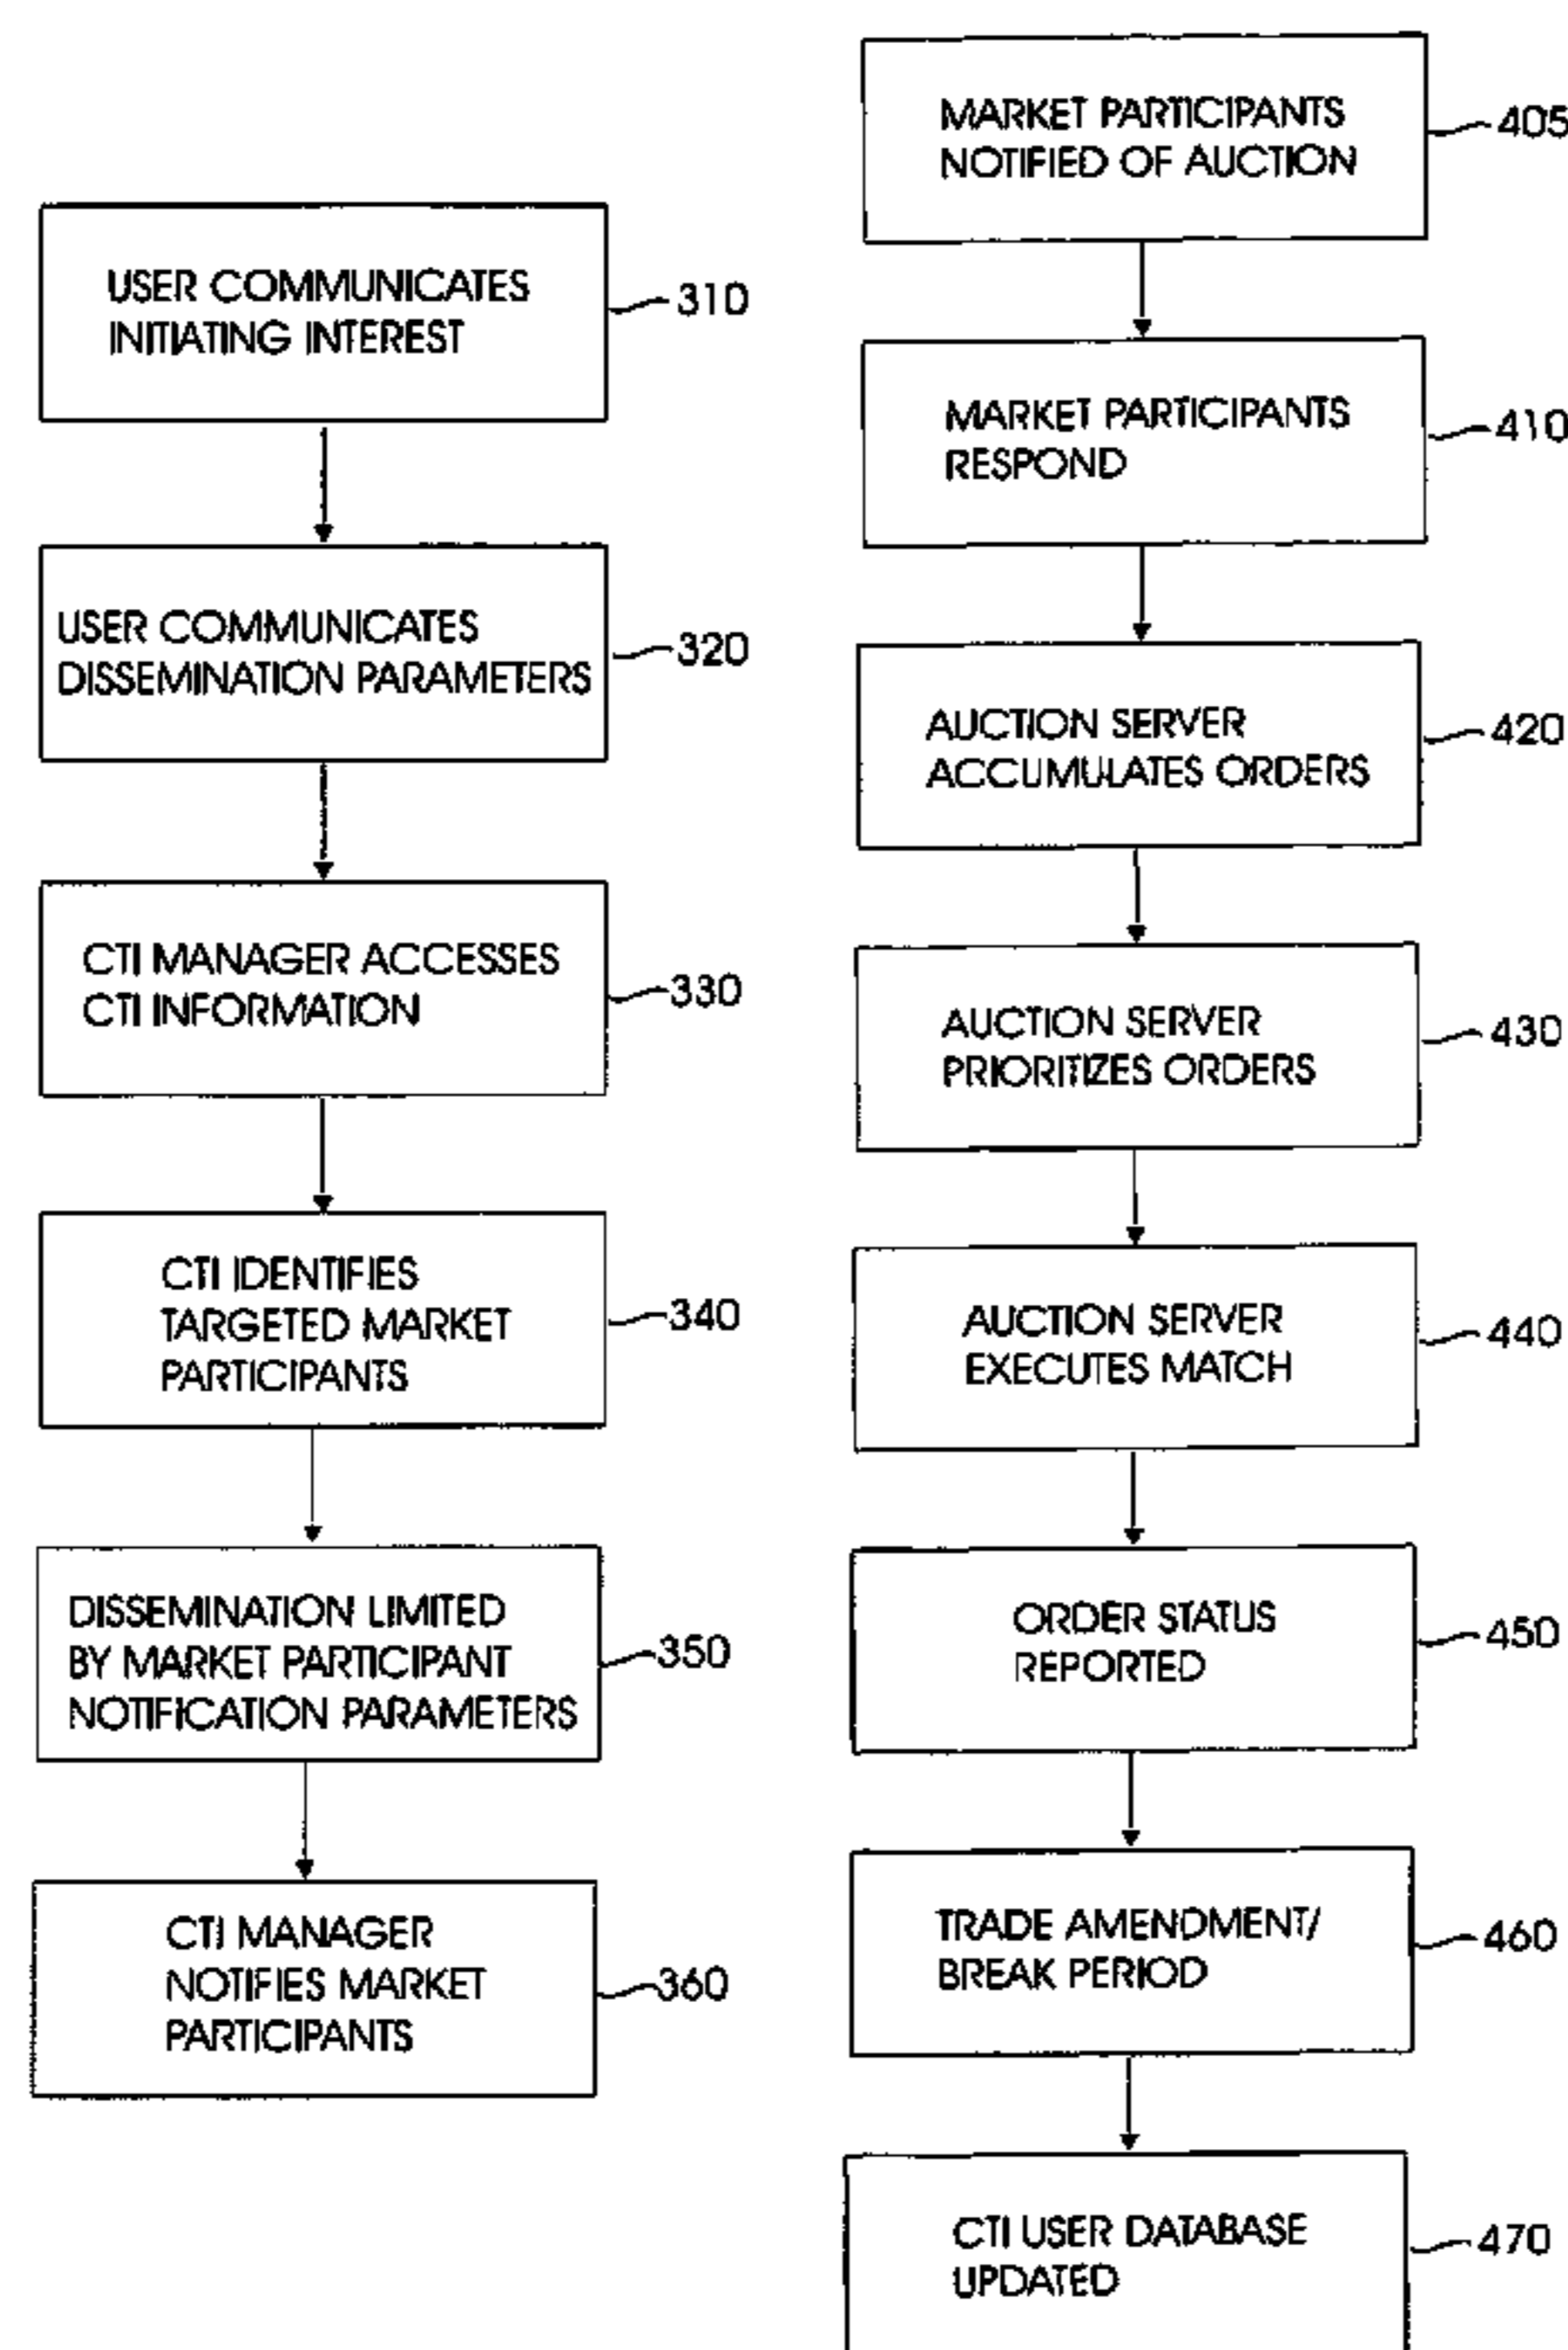 USER COMMUNICATES
INITIATING INTEREST
310
USER COMMUNICATES
DISSEMINATION PARAMETERS
320
CTI MANAGER ACCESSES
CTI INFORMATION
330
CTI IDENTIFIES
TARGETED MARKET
PARTICIPANTS
340
DISSEMINATION LIMITED
BY MARKET PARTICIPANT
NOTIFICATION PARAMETERS
350
CTI MANAGER
NOTIFIES MARKET
PARTICIPANTS
360
MARKET PARTICIPANTS
NOTIFIED OF AUCTION
405
MARKET PARTICIPANTS
RESPOND
410
AUCTION SERVER
ACCUMULATES ORDERS
420
AUCTION SERVER
PRIORITIZES ORDERS
430
AUCTION SERVER
EXECUTES MATCH
440
ORDER STATUS
REPORTED
450
TRADE AMENDMENT/
BREAK PERIOD
460
CTI USER DATABASE
UPDATED
470